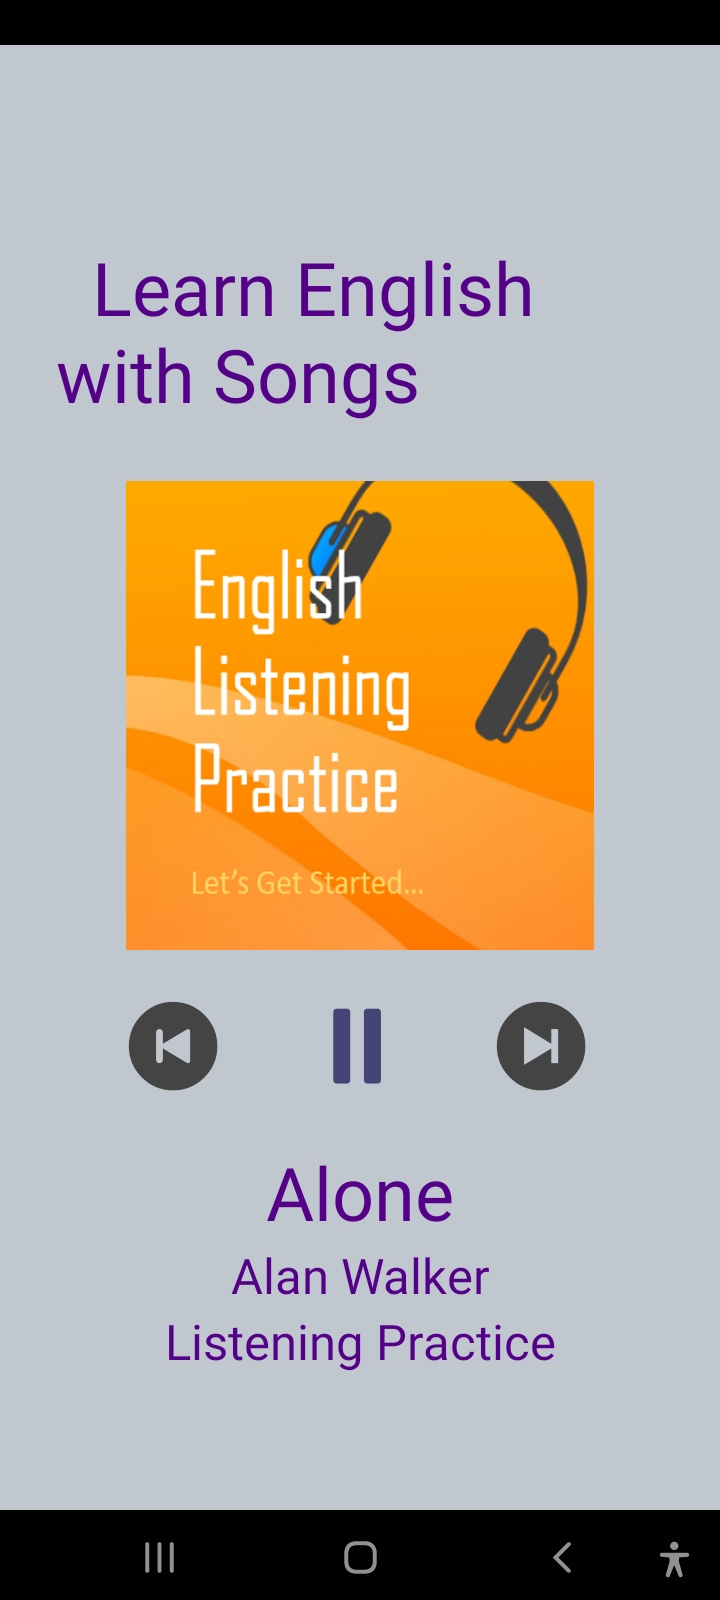 Learn English
with Songs
English
Listening
Practice
Let's Get Started...
Alone
Alan Walker
Listening Practice